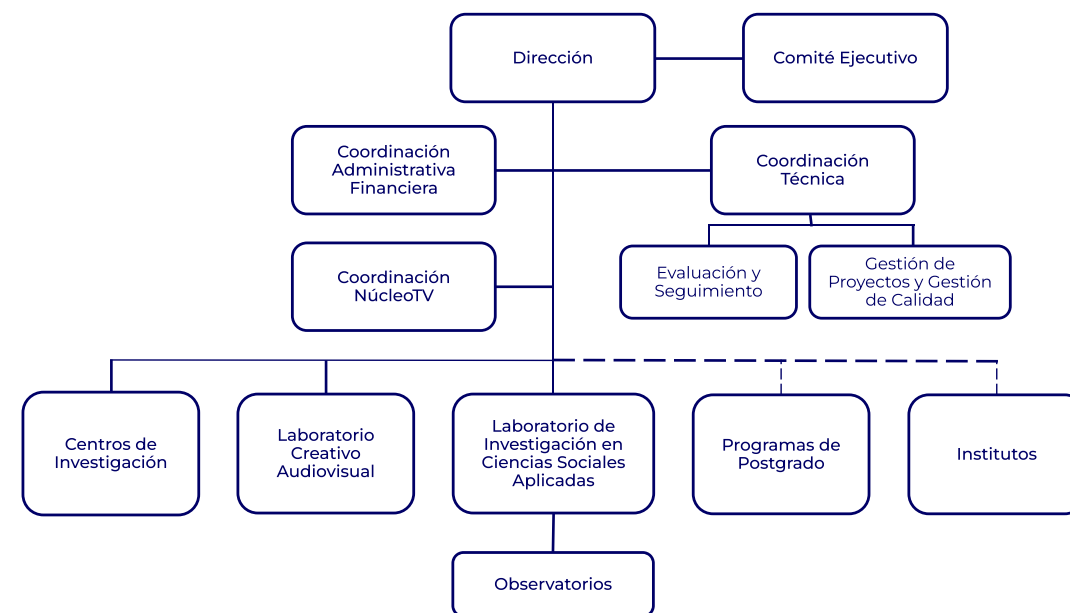 Dirección
Comité Ejecutivo
Coordinación
Administrativa
Financiera
Coordinación
Técnica
Coordinación
NúcleoTV
Evaluación y
Seguimiento
Gestión de
Proyectos y Gestión
de Calidad
Centros de
Investigación
Laboratorio
Creativo
Audiovisual
Laboratorio de
Investigación en
Ciencias Sociales
Aplicadas
Programas de
Postgrado
Institutos
Observatorios